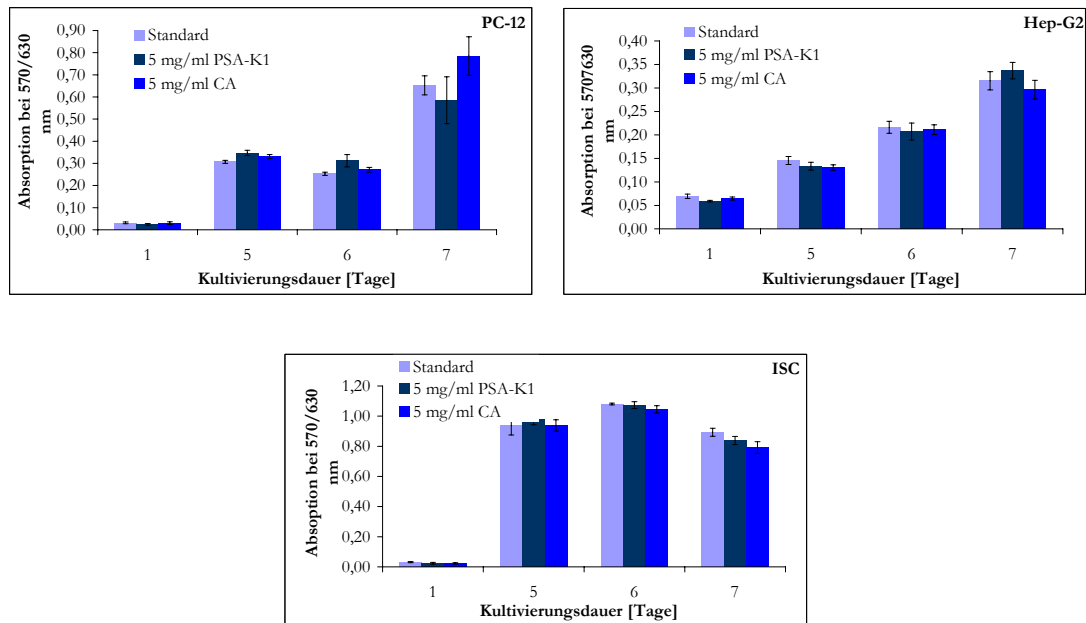 PC-12
Standard
5 mg/ml PSA-K1
5 mg/ml CA
Absorption bei 570/630
nm
0,90
0,80
0,70
0,60
0,50
0,40
0,30
0,20
0,10
0,00
1 5 6 7
Kultivierungsdauer [Tage]
Hep-G2
Standard
5 mg/ml PSA-K1
5 mg/ml CA
Absorption bei 5707630
nm
0,40
0,35
0,30
0,25
0,20
0,15
0,10
0,05
0,00
1 5 6 7
Kultivierungsdauer [Tage]
ISC
Standard
5 mg/ml PSA-K1
5 mg/ml CA
Absoption bei 570/630
nm
1,20
1,00
0,80
0,60
0,40
0,20
0,00
1 5 6 7
Kultivierungsdauer [Tage]